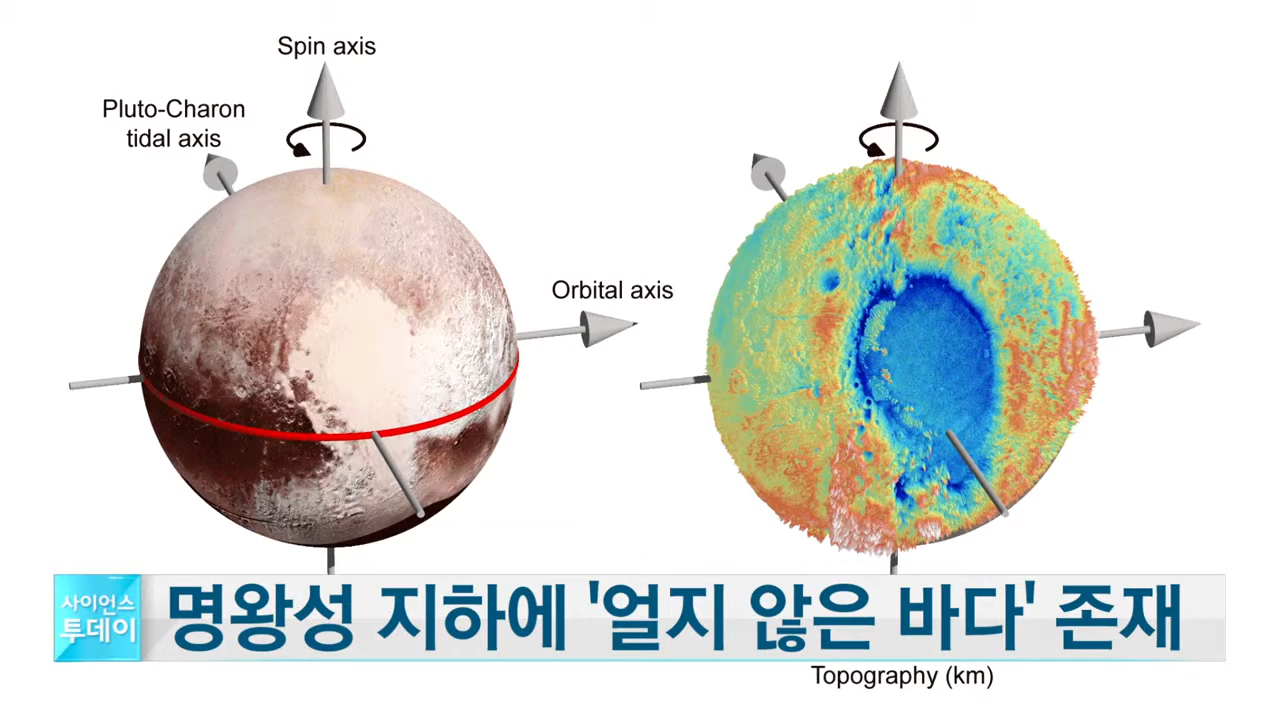 Spin axis
Pluto-Charon
tidal axis
Orbital axis
사이언스
투데이
명왕성 지하에 '얼지 않은 바다' 존재
Topography (km)